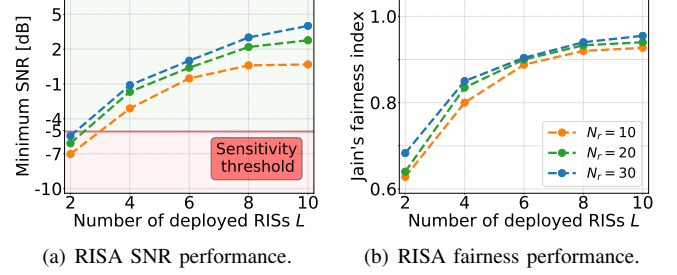 5
2
-1
-4
-5
-7
-10
Minimum SNR [dB]
Sensitivity
threshold
2 4 6 8 10
Number of deployed RISs L
(a) RISA SNR performance.
1.0
0.8
0.6
Jain's fairness index
N_r = 10
N_r = 20
N_r = 30
2 4 6 8 10
Number of deployed RISs L
(b) RISA fairness performance.